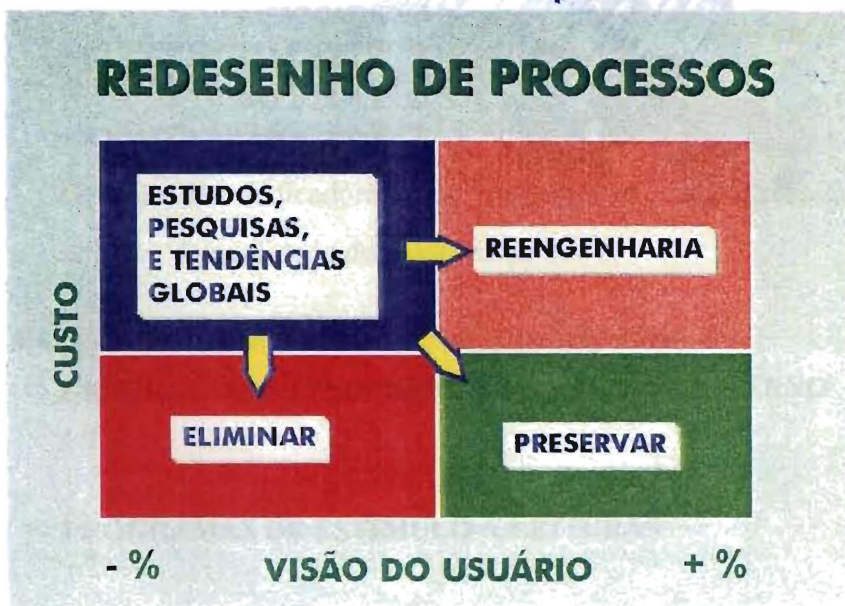 REDESENHO DE PROCESSOS
ESTUDOS,
PESQUISAS,
E TENDÊNCIAS
GLOBAIS
REENGENHARIA
CUSTO
ELIMINAR
PRESERVAR
- %
VISÃO DO USUÁRIO
+ %